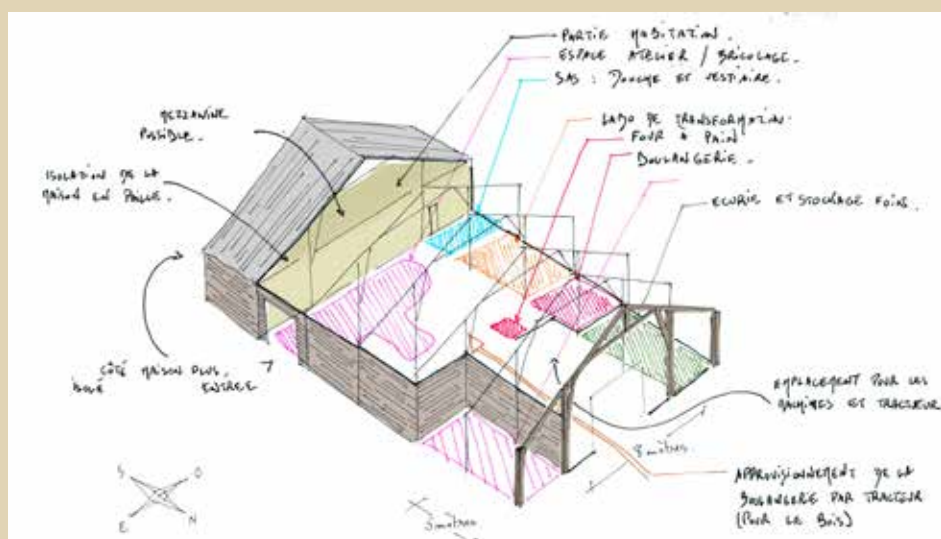 PARTIE HABITATION.
ESPACE ATELIER / BRICOLAGE.
SAS : DOUCHE ET VESTIAIRE.
MEZZANINE
POSSIBLE.
LABO DE TRANSFORMATION.
FOUR A PAIN
BOULANGERIE.
ISOLATION DE LA
MAISON EN PAILLE.
ECURIE ET STOCKAGE FOINS.
CÔTÉ MAISON PLUS
ISOLÉ
ENTREE
EMPLACEMENT POUR LES
MACHINES ET TRACTEUR
8 mètres
APPROVISIONNEMENT DE LA
BOULANGERIE PAR TRACTEUR
(POUR LE BOIS)
S O
E N
5 mètres